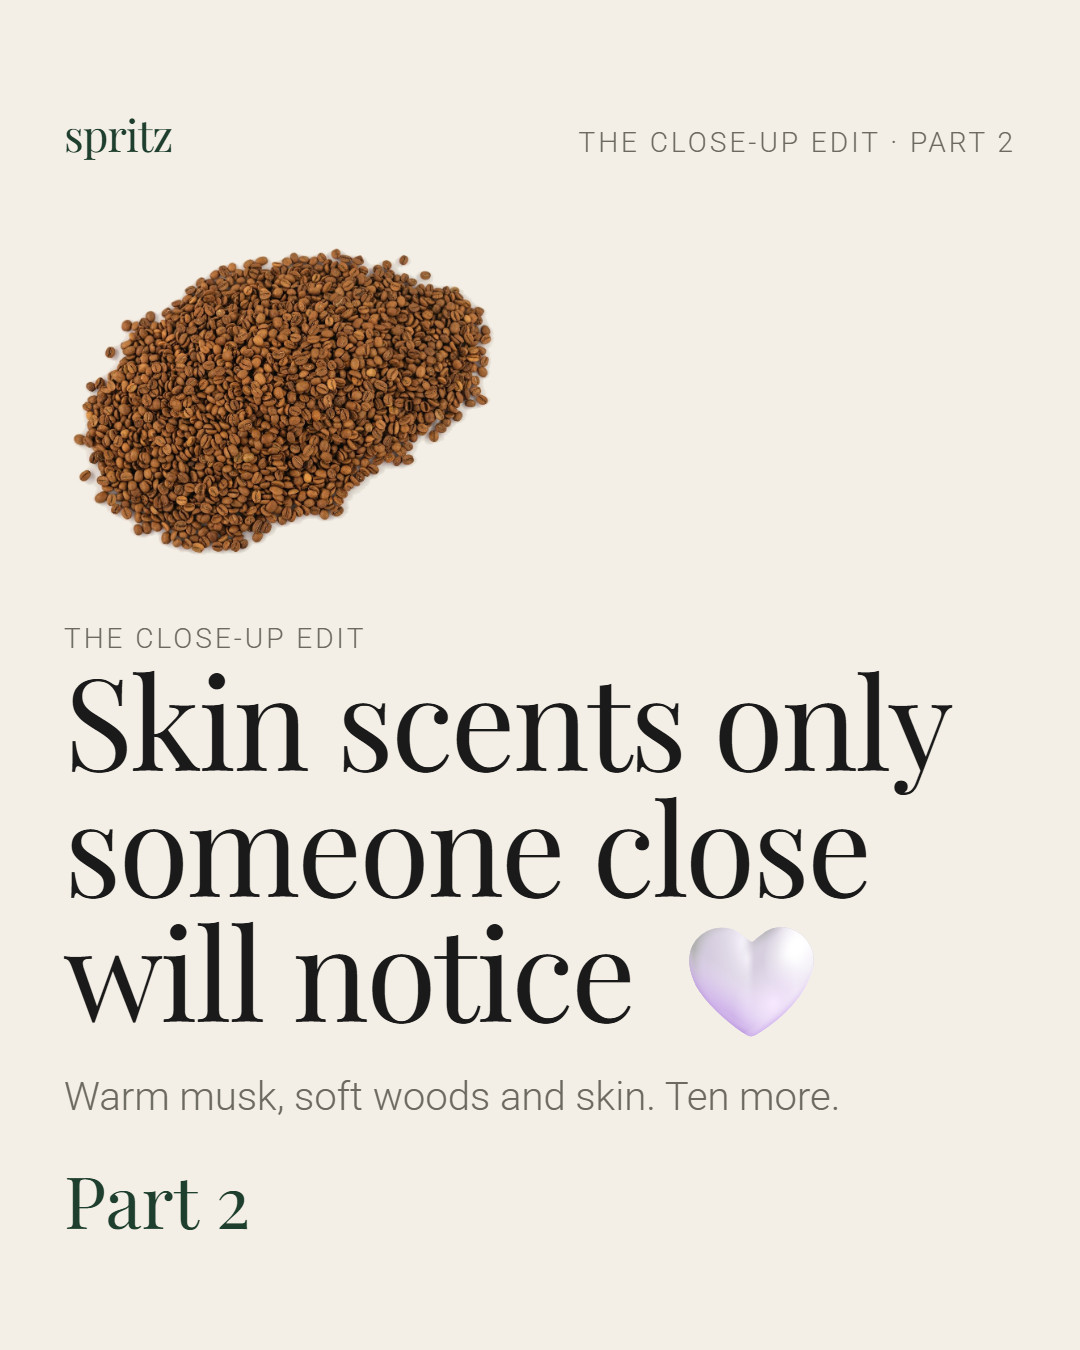 spritz
THE CLOSE-UP EDIT · PART 2
THE CLOSE-UP EDIT
Skin scents only
someone close
will notice
Warm musk, soft woods and skin. Ten more.
Part 2